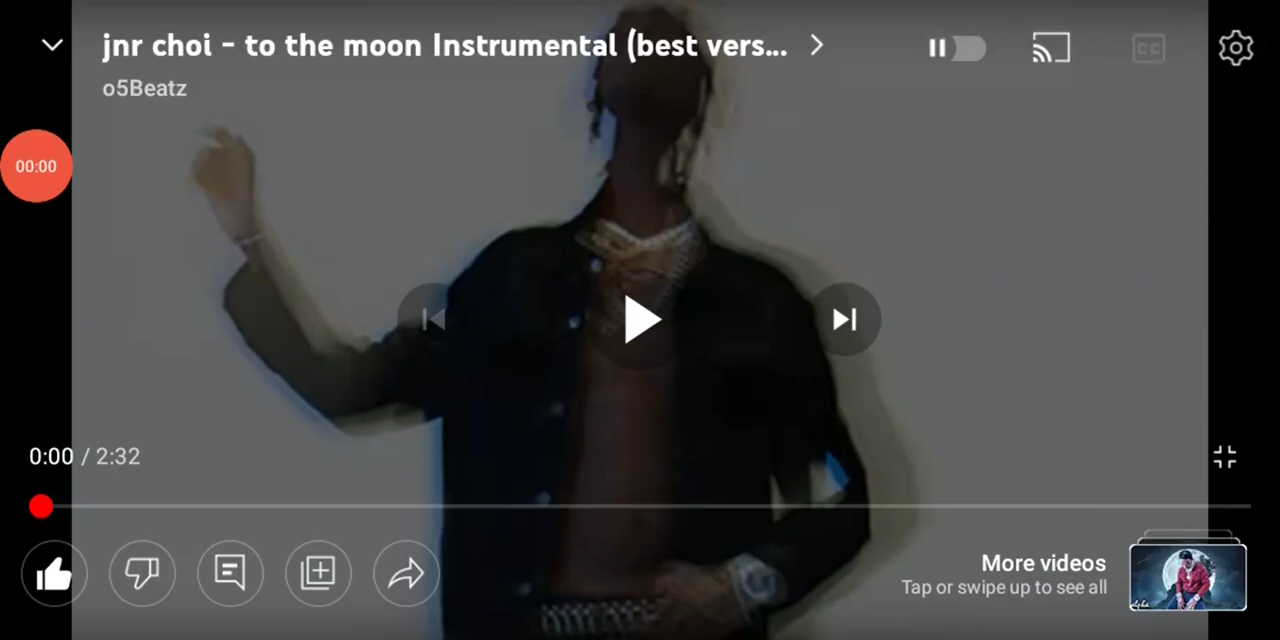 jnr choi - to the moon Instrumental (best vers...
o5Beatz
CC
00:00
0:00 / 2:32
More videos
Tap or swipe up to see all